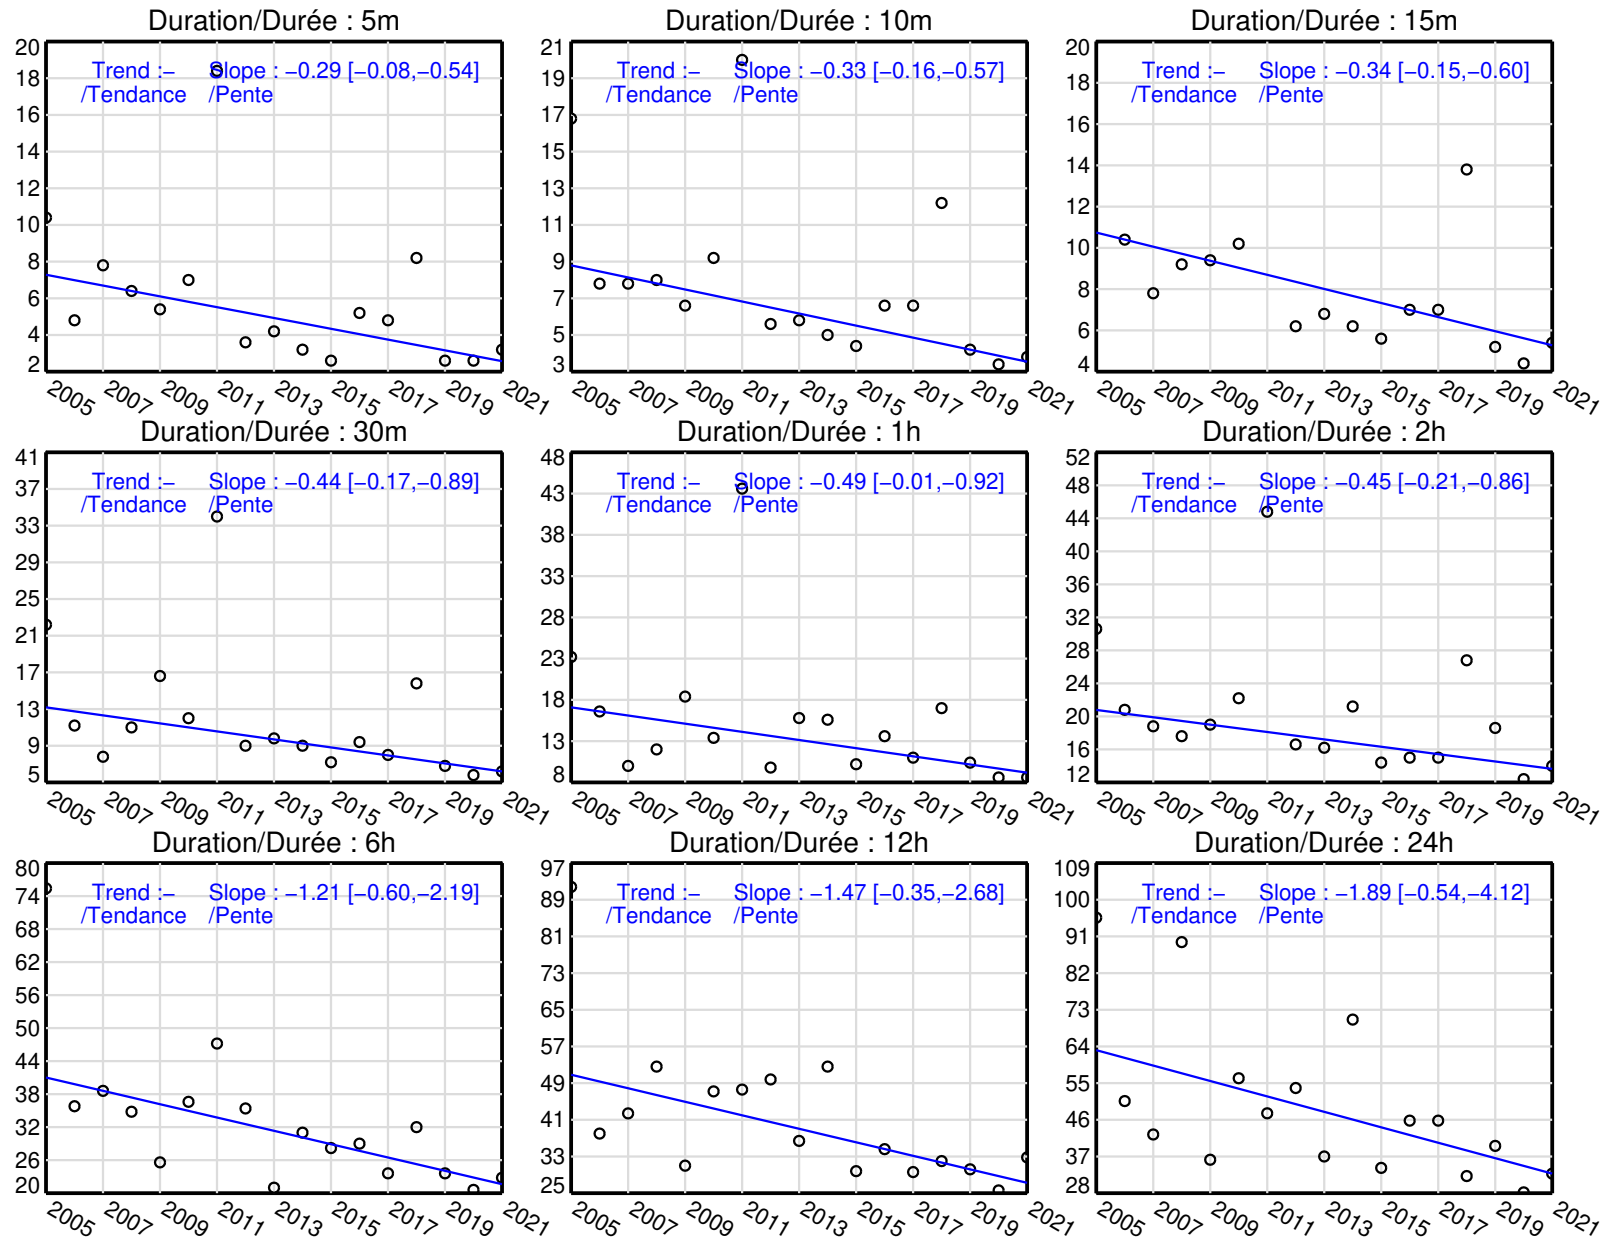 Duration/Durée : 5m
Trend :− Slope : −0.29 [−0.08,−0.54]
/Tendance /Pente
20
18
16
14
12
10
8
6
4
2
2005 2007 2009 2011 2013 2015 2017 2019 2021
Duration/Durée : 10m
Trend :− Slope : −0.33 [−0.16,−0.57]
/Tendance /Pente
21
19
17
15
13
11
9
7
5
3
2005 2007 2009 2011 2013 2015 2017 2019 2021
Duration/Durée : 15m
Trend :− Slope : −0.34 [−0.15,−0.60]
/Tendance /Pente
20
18
16
14
12
10
8
6
4
2005 2007 2009 2011 2013 2015 2017 2019 2021
Duration/Durée : 30m
Trend :− Slope : −0.44 [−0.17,−0.89]
/Tendance /Pente
41
37
33
29
25
21
17
13
9
5
2005 2007 2009 2011 2013 2015 2017 2019 2021
Duration/Durée : 1h
Trend :− Slope : −0.49 [−0.01,−0.92]
/Tendance /Pente
48
43
38
33
28
23
18
13
8
2005 2007 2009 2011 2013 2015 2017 2019 2021
Duration/Durée : 2h
Trend :− Slope : −0.45 [−0.21,−0.86]
/Tendance /Pente
52
48
44
40
36
32
28
24
20
16
12
2005 2007 2009 2011 2013 2015 2017 2019 2021
Duration/Durée : 6h
Trend :− Slope : −1.21 [−0.60,−2.19]
/Tendance /Pente
80
74
68
62
56
50
44
38
32
26
20
2005 2007 2009 2011 2013 2015 2017 2019 2021
Duration/Durée : 12h
Trend :− Slope : −1.47 [−0.35,−2.68]
/Tendance /Pente
97
89
81
73
65
57
49
41
33
25
2005 2007 2009 2011 2013 2015 2017 2019 2021
Duration/Durée : 24h
Trend :− Slope : −1.89 [−0.54,−4.12]
/Tendance /Pente
109
100
91
82
73
64
55
46
37
28
2005 2007 2009 2011 2013 2015 2017 2019 2021